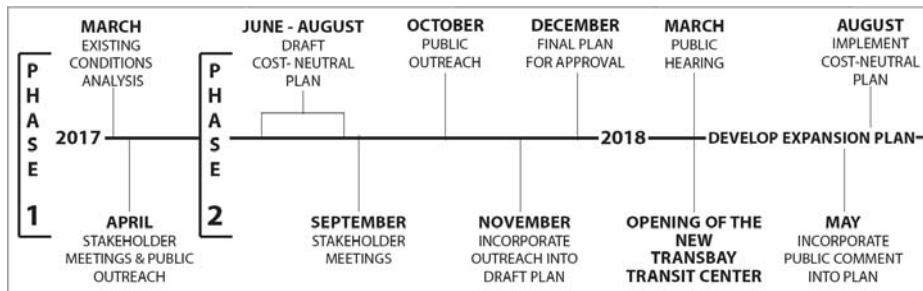 MARCH
EXISTING
CONDITIONS
ANALYSIS
JUNE - AUGUST
DRAFT
COST- NEUTRAL
PLAN
OCTOBER
PUBLIC
OUTREACH
DECEMBER
FINAL PLAN
FOR APPROVAL
MARCH
PUBLIC
HEARING
AUGUST
IMPLEMENT
COST-NEUTRAL
PLAN
PHASE 1
2017
PHASE 2
2018
DEVELOP EXPANSION PLAN
APRIL
STAKEHOLDER
MEETINGS & PUBLIC
OUTREACH
SEPTEMBER
STAKEHOLDER
MEETINGS
NOVEMBER
INCORPORATE
OUTREACH INTO
DRAFT PLAN
OPENING OF THE
NEW
TRANSBAY
TRANSIT CENTER
MAY
INCORPORATE
PUBLIC COMMENT
INTO PLAN